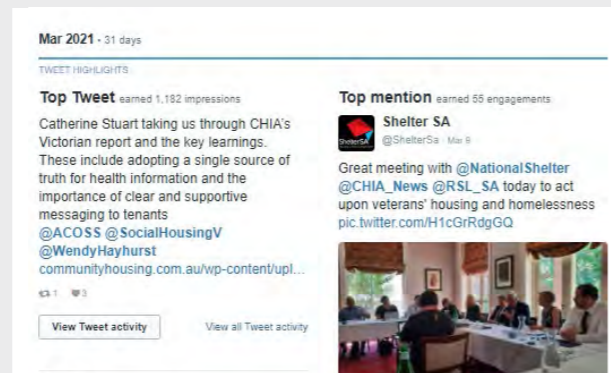 Mar 2021 • 31 days
TWEET HIGHLIGHTS
Top Tweet earned 1,182 impressions
Catherine Stuart taking us through CHIA's
Victorian report and the key learnings.
These include adopting a single source of
truth for health information and the
importance of clear and supportive
messaging to tenants
@ACOSS @SocialHousingV
@WendyHayhurst
communityhousing.com.au/wp-content/upl...
1 3
View Tweet activity
View all Tweet activity
Top mention earned 55 engagements
ShelterSA
Shelter SA
@ShelterSa · Mar 9
Great meeting with @NationalShelter
@CHIA_News @RSL_SA today to act
upon veterans' housing and homelessness
pic.twitter.com/H1cGrRdgGQ